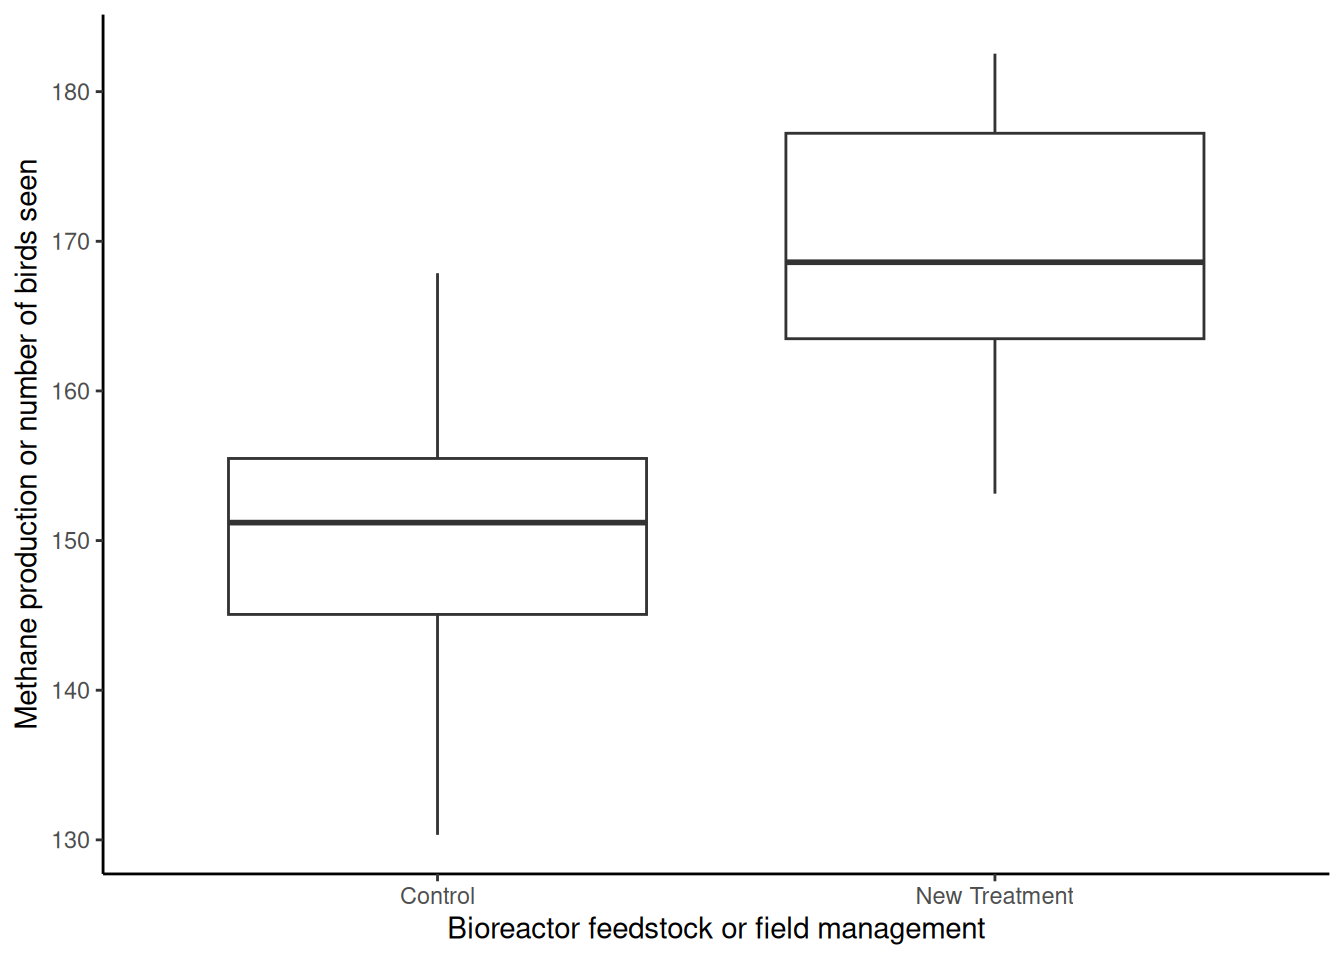 Methane production or number of birds seen
180
170
160
150
140
130
Control
New Treatment
Bioreactor feedstock or field management